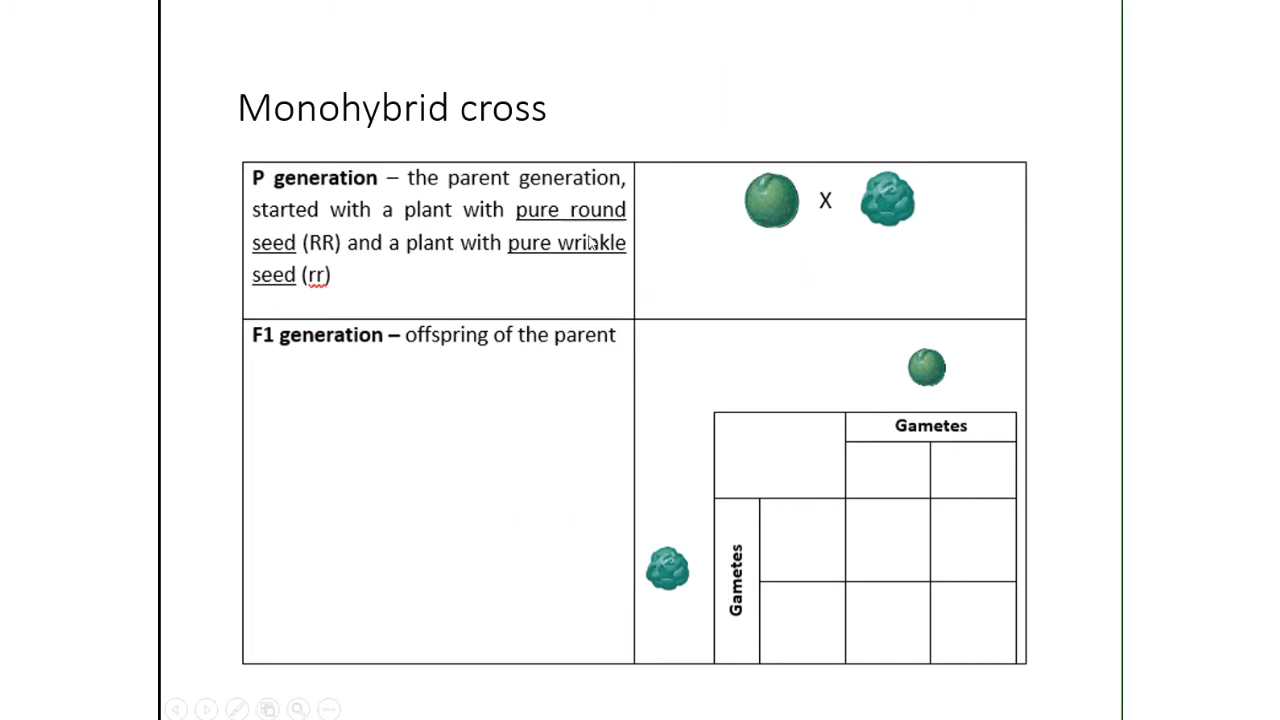 Monohybrid cross
P generation – the parent generation,
started with a plant with pure round
seed (RR) and a plant with pure wrinkle
seed (rr)
X
F1 generation – offspring of the parent
Gametes
Gametes